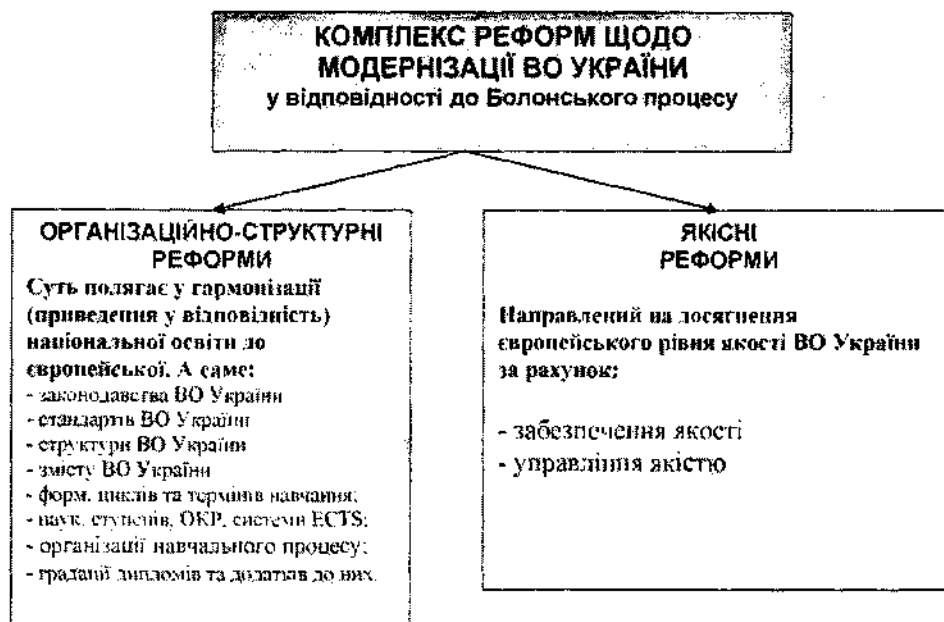 КОМПЛЕКС РЕФОРМ ЩОДО
МОДЕРНІЗАЦІЇ ВО УКРАЇНИ
у відповідності до Болонського процесу
ОРГАНІЗАЦІЙНО-СТРУКТУРНІ
РЕФОРМИ
Суть полягає у гармонізації
(приведення у відповідність)
національної освіти до
європейської. А саме:
- законодавства ВО України
- стандартів ВО України
- структури ВО України
- змісту ВО України
- форм, циклів та термінів навчання;
- наук. ступенів, ОКР, системи ECTS;
- організації навчального процесу;
- градації дипломів та додатків до них.
ЯКІСНІ
РЕФОРМИ
Направлений на досягнення
європейського рівня якості ВО України
за рахунок:
- забезпечення якості
- управління якістю